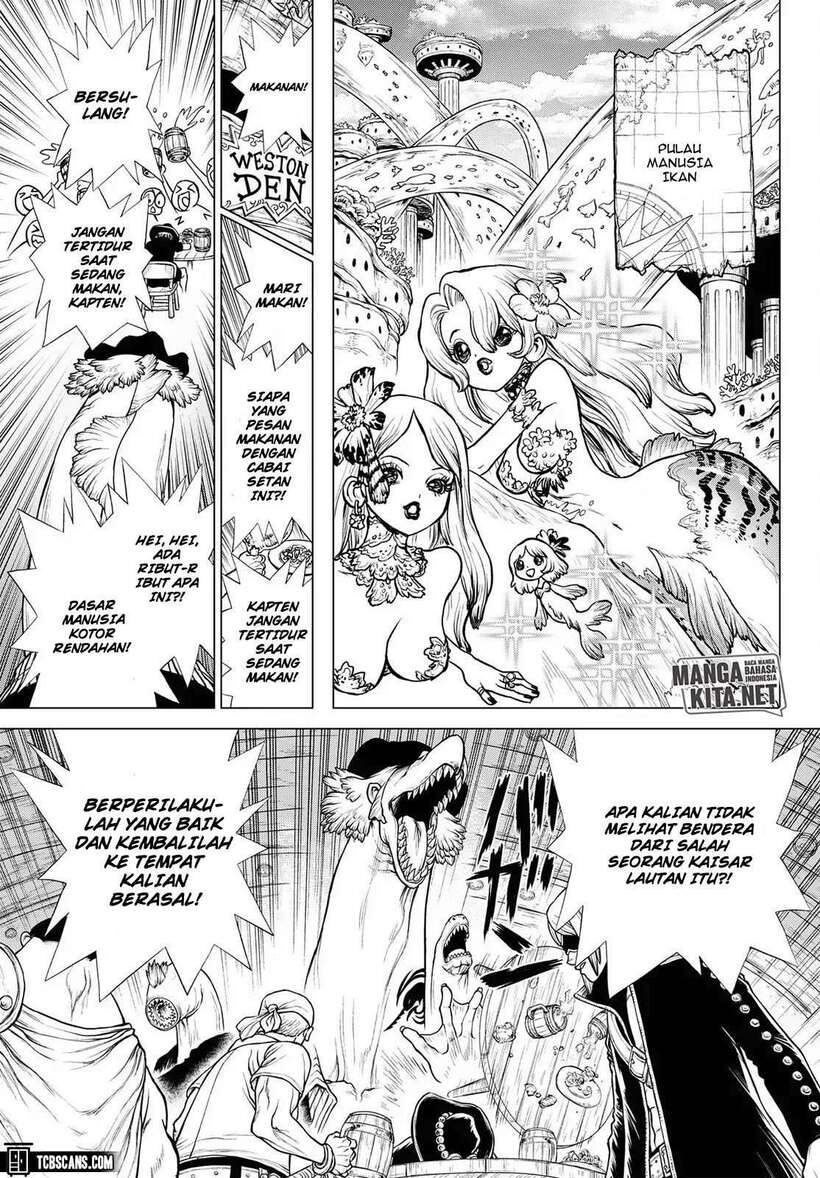 PULAU
MANUSIA
IKAN
MAKANAN!
WESTON
DEN
MARI
MAKAN!
SIAPA
YANG
PESAN
MAKANAN
DENGAN
CABAI
SETAN
INI?!
KAPTEN
JANGAN
TERTIDUR
SAAT
SEDANG
MAKAN!
BERSU-
LANG!
JANGAN
TERTIDUR
SAAT
SEDANG
MAKAN,
KAPTEN!
HEI, HEI,
ADA
RIBUT-R
IBUT APA
INI?!
DASAR
MANUSIA
KOTOR
RENDAHAN!
MANGA
KITA.NET
BACA MANGA
BAHASA
INDONESIA
APA KALIAN TIDAK
MELIHAT BENDERA
DARI SALAH
SEORANG KAISAR
LAUTAN ITU?!
BERPERILAKU-
LAH YANG BAIK
DAN KEMBALILAH
KE TEMPAT
KALIAN
BERASAL!
ガガ
TCBSCANS.COM